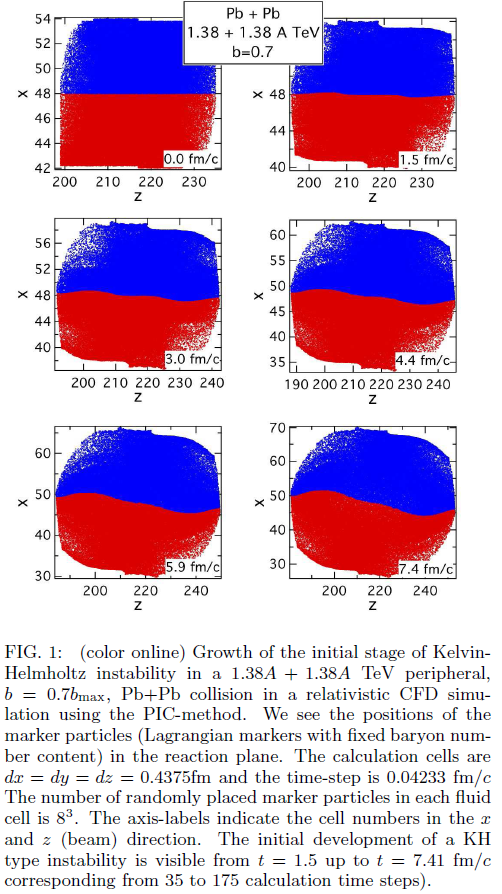 Pb + Pb
1.38 + 1.38 A TeV
b=0.7
54
52
50
48
46
44
42
x
200
210
220
230
z
0.0 fm/c
56
52
48
44
40
x
200
210
220
230
z
1.5 fm/c
56
52
48
44
40
x
200
210
220
230
240
z
3.0 fm/c
60
55
50
45
40
35
x
190
200
210
220
230
240
z
4.4 fm/c
60
50
40
30
x
200
220
240
z
5.9 fm/c
70
60
50
40
30
x
200
220
240
z
7.4 fm/c
FIG. 1: (color online) Growth of the initial stage of Kelvin-
Helmholtz instability in a 1.38A + 1.38A TeV peripheral,
b = 0.7bmax, Pb+Pb collision in a relativistic CFD simu-
lation using the PIC-method. We see the positions of the
marker particles (Lagrangian markers with fixed baryon num-
ber content) in the reaction plane. The calculation cells are
dx = dy = dz = 0.4375fm and the time-step is 0.04233 fm/c
The number of randomly placed marker particles in each fluid
cell is 8³. The axis-labels indicate the cell numbers in the x
and z (beam) direction. The initial development of a KH
type instability is visible from t = 1.5 up to t = 7.41 fm/c
corresponding from 35 to 175 calculation time steps).